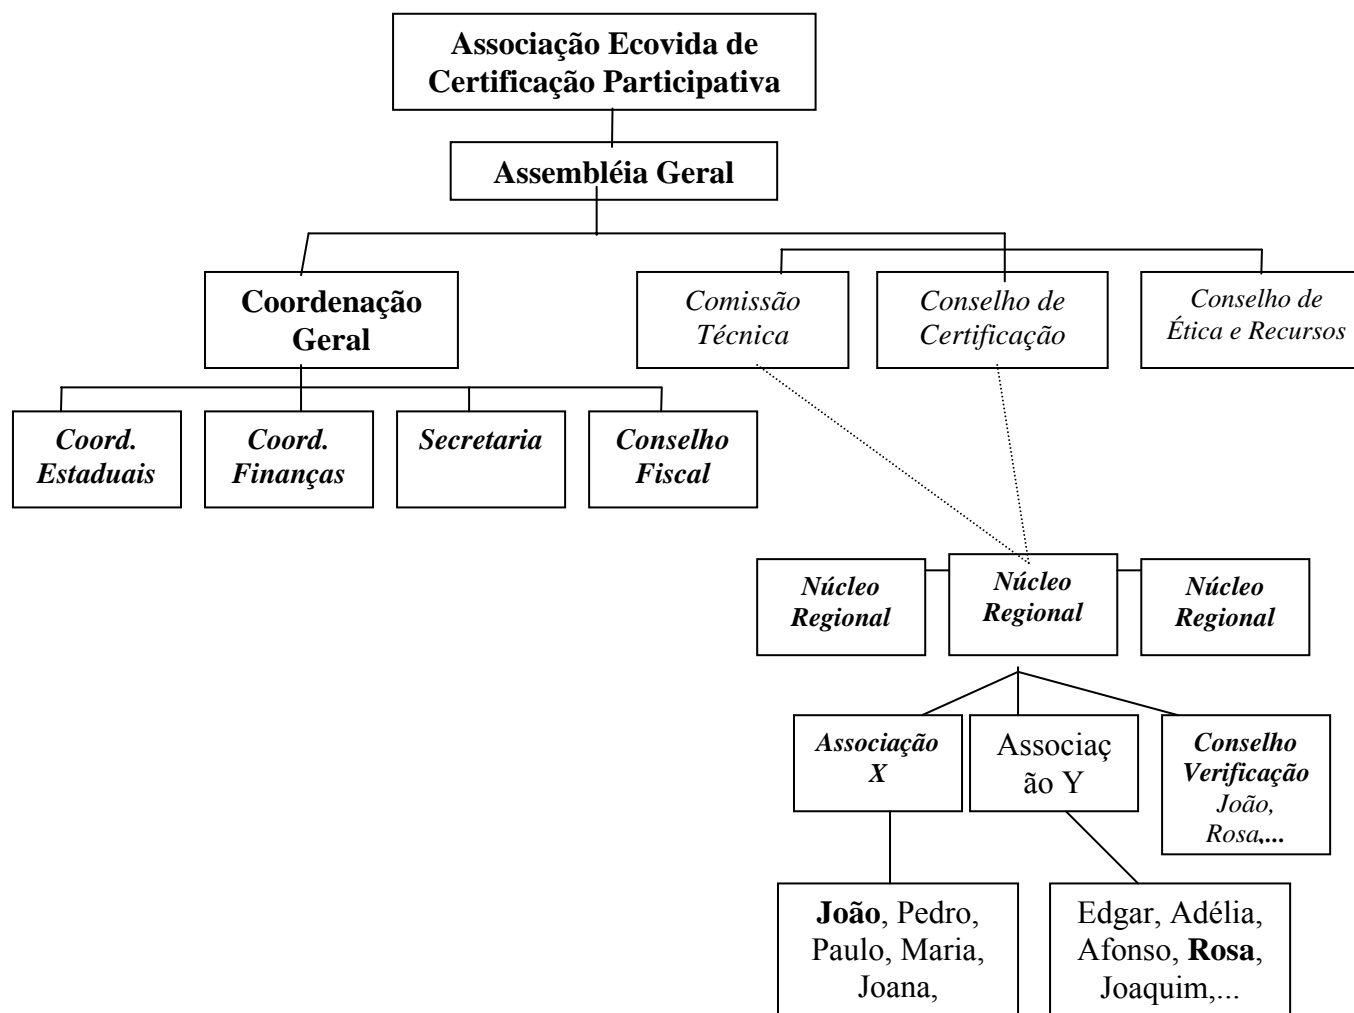 Associação Ecovida de
Certificação Participativa
Assembléia Geral
Coordenação
Geral
Comissão
Técnica
Conselho de
Certificação
Conselho de
Ética e Recursos
Coord.
Estaduais
Coord.
Finanças
Secretaria
Conselho
Fiscal
Núcleo
Regional
Núcleo
Regional
Núcleo
Regional
Associação
X
Associaç
ão Y
Conselho
Verificação
João,
Rosa,...
João, Pedro,
Paulo, Maria,
Joana,
Edgar, Adélia,
Afonso, Rosa,
Joaquim,...